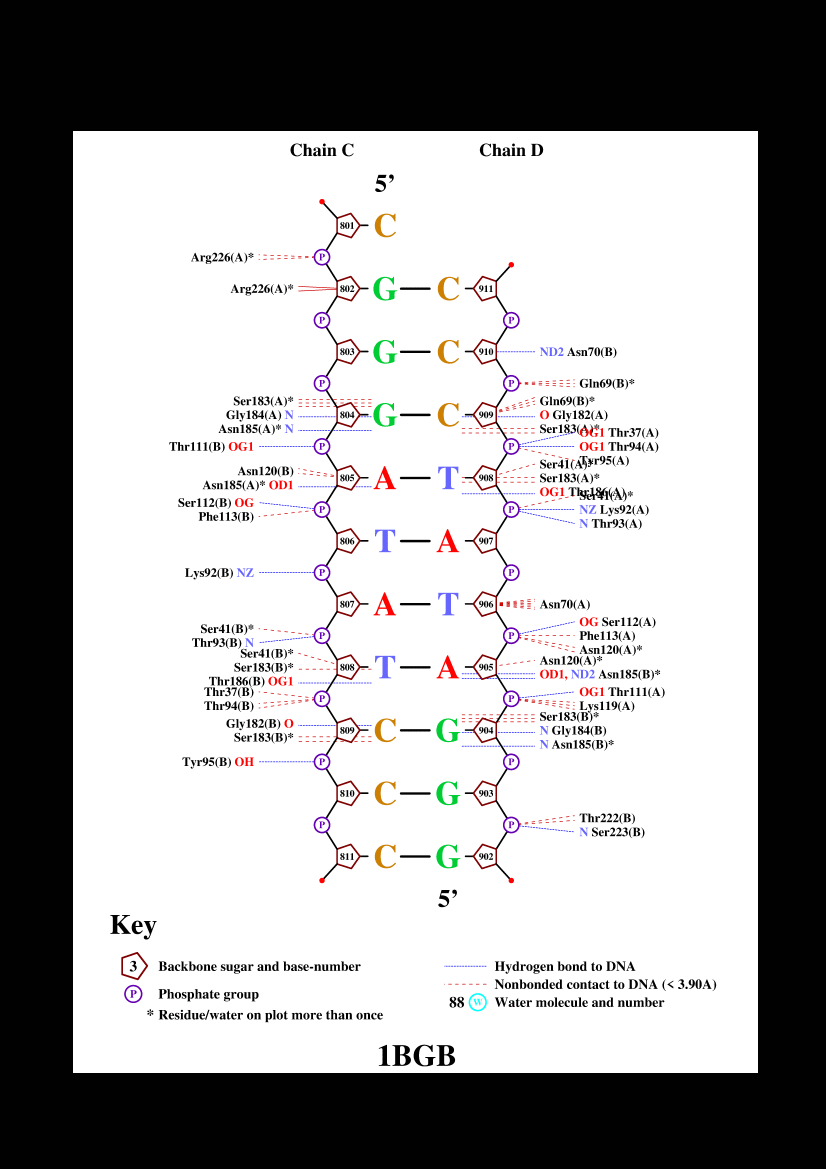 Chain C Chain D
5’
801 C
P
Arg226(A)*
Arg226(A)* 802 G C 911
P P
803 G C 910 ND2 Asn70(B)
P P Gln69(B)*
Ser183(A)* Gln69(B)*
Gly184(A) N 804 G C 909 O Gly182(A)
Asn185(A)* N Ser183(A)* OG1 Thr37(A)
Thr111(B) OG1 P P OG1 Thr94(A)
Tyr95(A)
Asn120(B) Ser41(A)*
805 A T 908 Ser183(A)*
Asn185(A)* OD1 OG1 Thr186(A)
Ser41(A)*
Ser112(B) OG P P NZ Lys92(A)
Phe113(B) N Thr93(A)
806 T A 907
Lys92(B) NZ P P
807 A T 906 Asn70(A)
OG Ser112(A)
Ser41(B)* P P Phe113(A)
Thr93(B) N Asn120(A)*
Ser41(B)* Asn120(A)*
Ser183(B)* 808 T A 905 OD1, ND2 Asn185(B)*
Thr186(B) OG1
Thr37(B) P P OG1 Thr111(A)
Thr94(B) Lys119(A)
Ser183(B)*
Gly182(B) O 809 C G 904 N Gly184(B)
Ser183(B)* N Asn185(B)*
Tyr95(B) OH P P
810 C G 903
P P Thr222(B)
N Ser223(B)
811 C G 902
5’
Key
3 Backbone sugar and base-number
P Phosphate group
* Residue/water on plot more than once
Hydrogen bond to DNA
Nonbonded contact to DNA (< 3.90A)
88 W Water molecule and number
1BGB